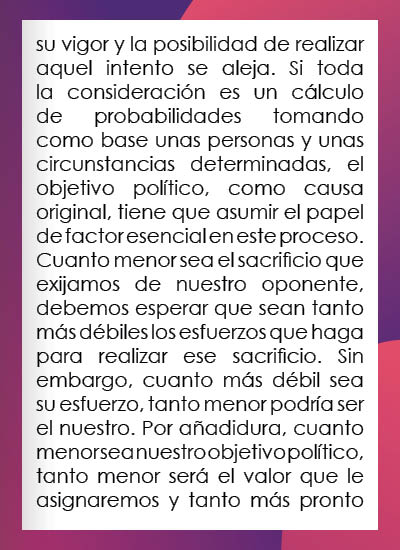 su vigor y la posibilidad de realizar
aquel intento se aleja. Si toda
la consideración es un cálculo
de probabilidades tomando
como base unas personas y unas
circunstancias determinadas, el
objetivo político, como causa
original, tiene que asumir el papel
de factor esencial en este proceso.
Cuanto menor sea el sacrificio que
exijamos de nuestro oponente,
debemos esperar que sean tanto
más débiles los esfuerzos que haga
para realizar ese sacrificio. Sin
embargo, cuanto más débil sea
su esfuerzo, tanto menor podría ser
el nuestro. Por añadidura, cuanto
menor sea nuestro objetivo político,
tanto menor será el valor que le
asignaremos y tanto más pronto